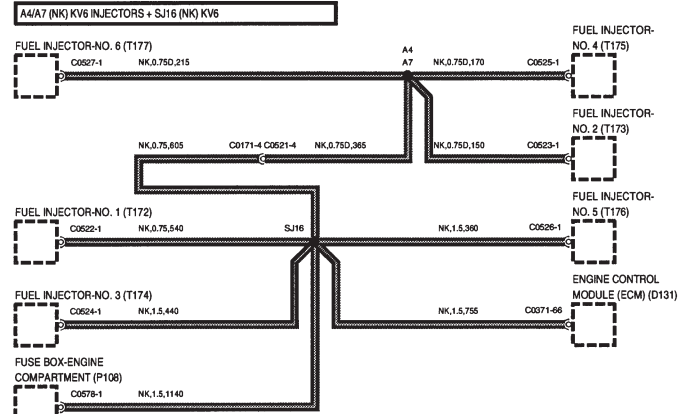 A4/A7 (NK) KV6 INJECTORS + SJ16 (NK) KV6
FUEL INJECTOR-NO. 6 (T177)
C0527-1
NK,0.75D,215
A4
A7
NK,0.75D,170
C0525-1
FUEL INJECTOR-
NO. 4 (T175)
FUEL INJECTOR-
NO. 2 (T173)
NK,0.75,605
C0171-4 C0521-4
NK,0.75D,365
NK,0.75D,150
C0523-1
FUEL INJECTOR-NO. 1 (T172)
C0522-1
NK,0.75,540
SJ16
NK,1.5,360
C0526-1
FUEL INJECTOR-
NO. 5 (T176)
FUEL INJECTOR-NO. 3 (T174)
C0524-1
NK,1.5,440
NK,1.5,755
C0371-66
ENGINE CONTROL
MODULE (ECM) (D131)
FUSE BOX-ENGINE
COMPARTMENT (P108)
C0578-1
NK,1.5,1140